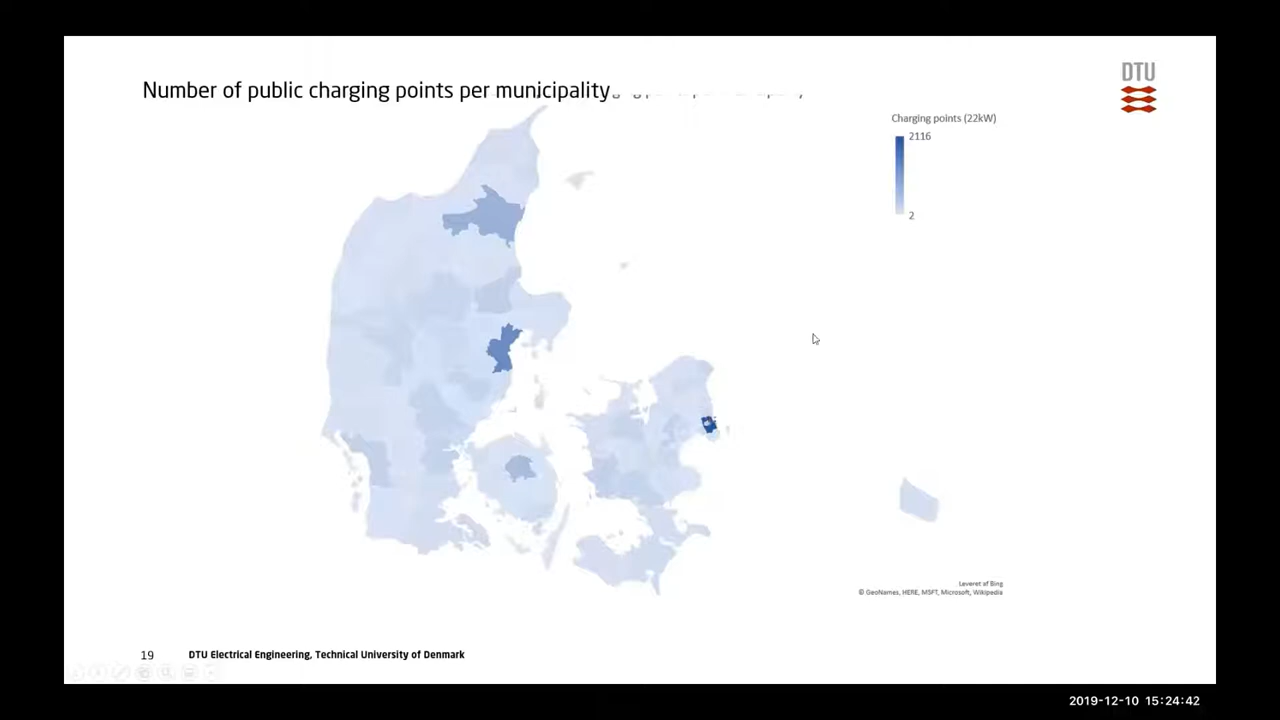 Number of public charging points per municipality
DTU
Charging points (22kW)
2116
2
Leveret af Bing
© GeoNames, HERE, MSFT, Microsoft, Wikipedia
19 DTU Electrical Engineering, Technical University of Denmark
2019-12-10 15:24:42